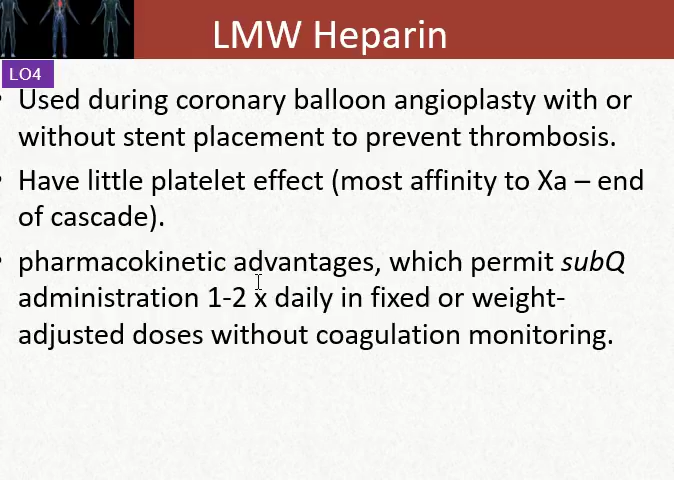 LMW Heparin
LO4
• Used during coronary balloon angioplasty with or
without stent placement to prevent thrombosis.
• Have little platelet effect (most affinity to Xa – end
of cascade).
• pharmacokinetic advantages, which permit subQ
administration 1-2 x daily in fixed or weight-
adjusted doses without coagulation monitoring.